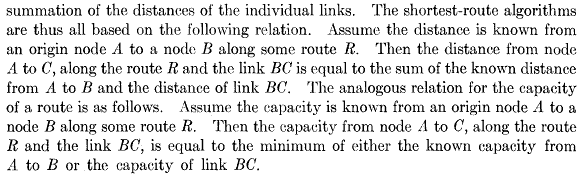 summation of the distances of the individual links. The shortest-route algorithms
are thus all based on the following relation. Assume the distance is known from
an origin node A to a node B along some route R. Then the distance from node
A to C, along the route R and the link BC is equal to the sum of the known distance
from A to B and the distance of link BC. The analogous relation for the capacity
of a route is as follows. Assume the capacity is known from an origin node A to a
node B along some route R. Then the capacity from node A to C, along the route
R and the link BC, is equal to the minimum of either the known capacity from
A to B or the capacity of link BC.